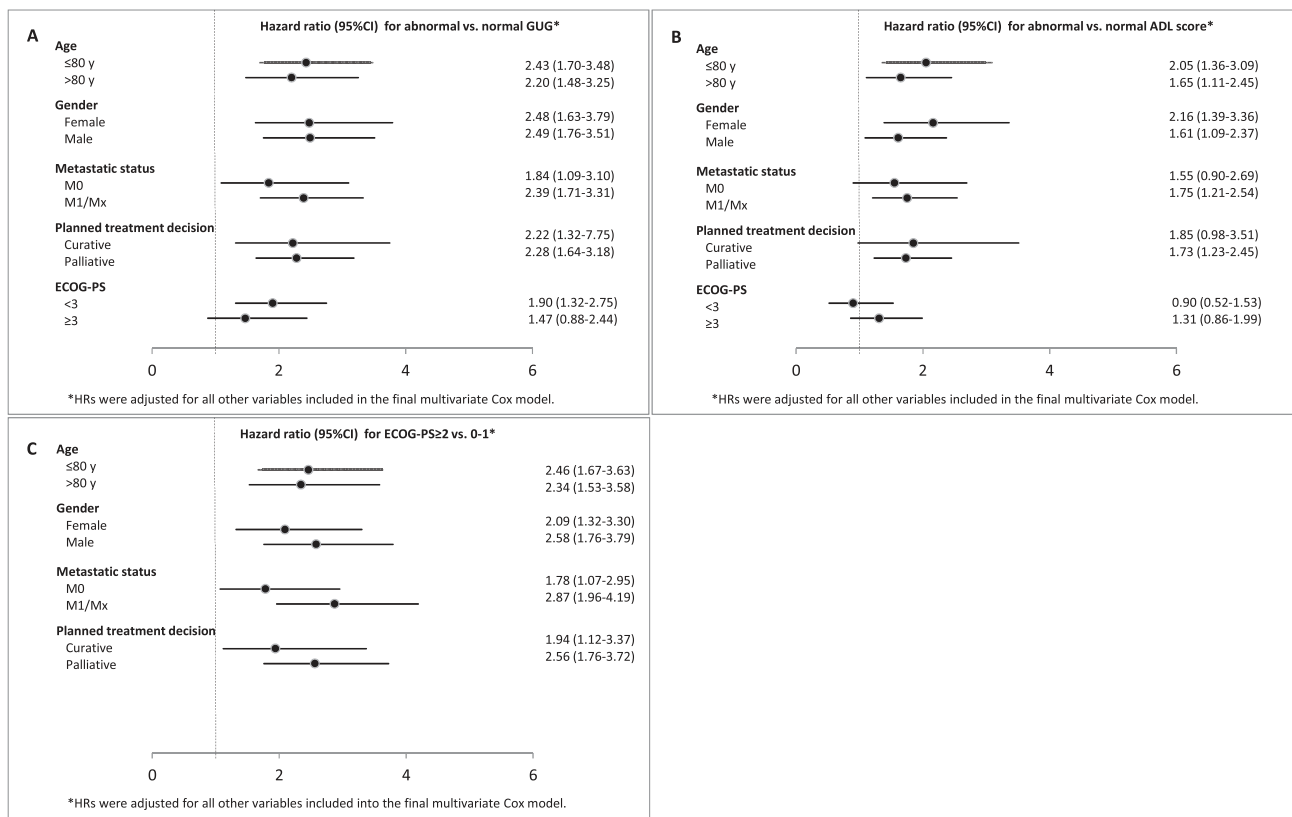 A
Hazard ratio (95%CI) for abnormal vs. normal GUG*
Age
≤80 y 2.43 (1.70-3.48)
>80 y 2.20 (1.48-3.25)
Gender
Female 2.48 (1.63-3.79)
Male 2.49 (1.76-3.51)
Metastatic status
M0 1.84 (1.09-3.10)
M1/Mx 2.39 (1.71-3.31)
Planned treatment decision
Curative 2.22 (1.32-7.75)
Palliative 2.28 (1.64-3.18)
ECOG-PS
<3 1.90 (1.32-2.75)
≥3 1.47 (0.88-2.44)
0 2 4 6
*HRs were adjusted for all other variables included in the final multivariate Cox model.
B
Hazard ratio (95%CI) for abnormal vs. normal ADL score*
Age
≤80 y 2.05 (1.36-3.09)
>80 y 1.65 (1.11-2.45)
Gender
Female 2.16 (1.39-3.36)
Male 1.61 (1.09-2.37)
Metastatic status
M0 1.55 (0.90-2.69)
M1/Mx 1.75 (1.21-2.54)
Planned treatment decision
Curative 1.85 (0.98-3.51)
Palliative 1.73 (1.23-2.45)
ECOG-PS
<3 0.90 (0.52-1.53)
≥3 1.31 (0.86-1.99)
0 2 4 6
*HRs were adjusted for all other variables included in the final multivariate Cox model.
C
Hazard ratio (95%CI) for ECOG-PS≥2 vs. 0-1*
Age
≤80 y 2.46 (1.67-3.63)
>80 y 2.34 (1.53-3.58)
Gender
Female 2.09 (1.32-3.30)
Male 2.58 (1.76-3.79)
Metastatic status
M0 1.78 (1.07-2.95)
M1/Mx 2.87 (1.96-4.19)
Planned treatment decision
Curative 1.94 (1.12-3.37)
Palliative 2.56 (1.76-3.72)
0 2 4 6
*HRs were adjusted for all other variables included into the final multivariate Cox model.